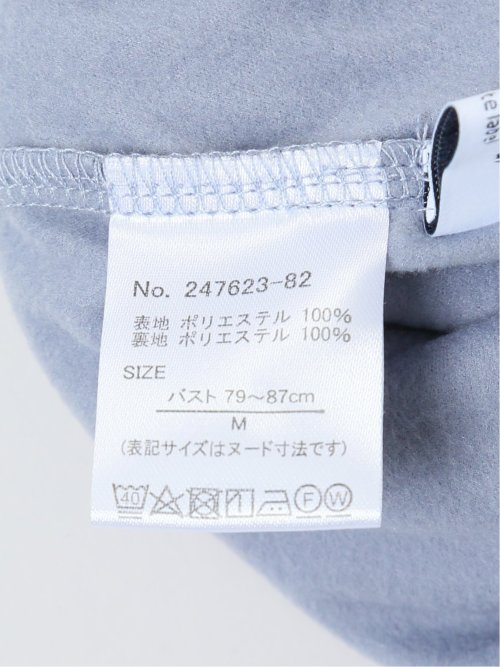 No. 247623-82
表地 ポリエステル 100%
裏地 ポリエステル 100%
SIZE
バスト 79～87cm
M
(表記サイズはヌード寸法です)
40 F W